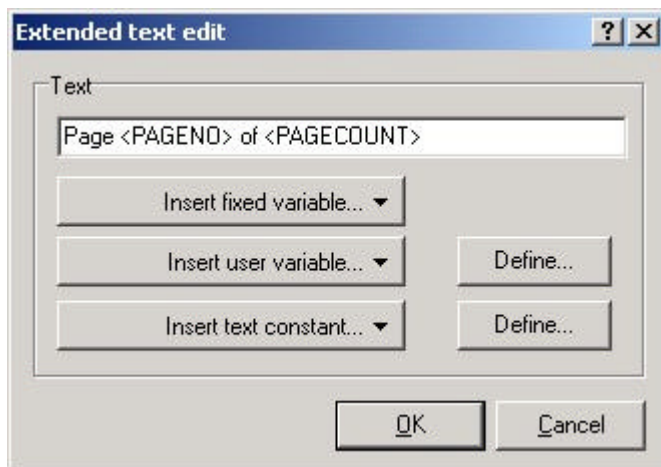 Extended text edit
Text
Page <PAGENO> of <PAGECOUNT>
Insert fixed variable...
Insert user variable... Define...
Insert text constant... Define...
OK Cancel